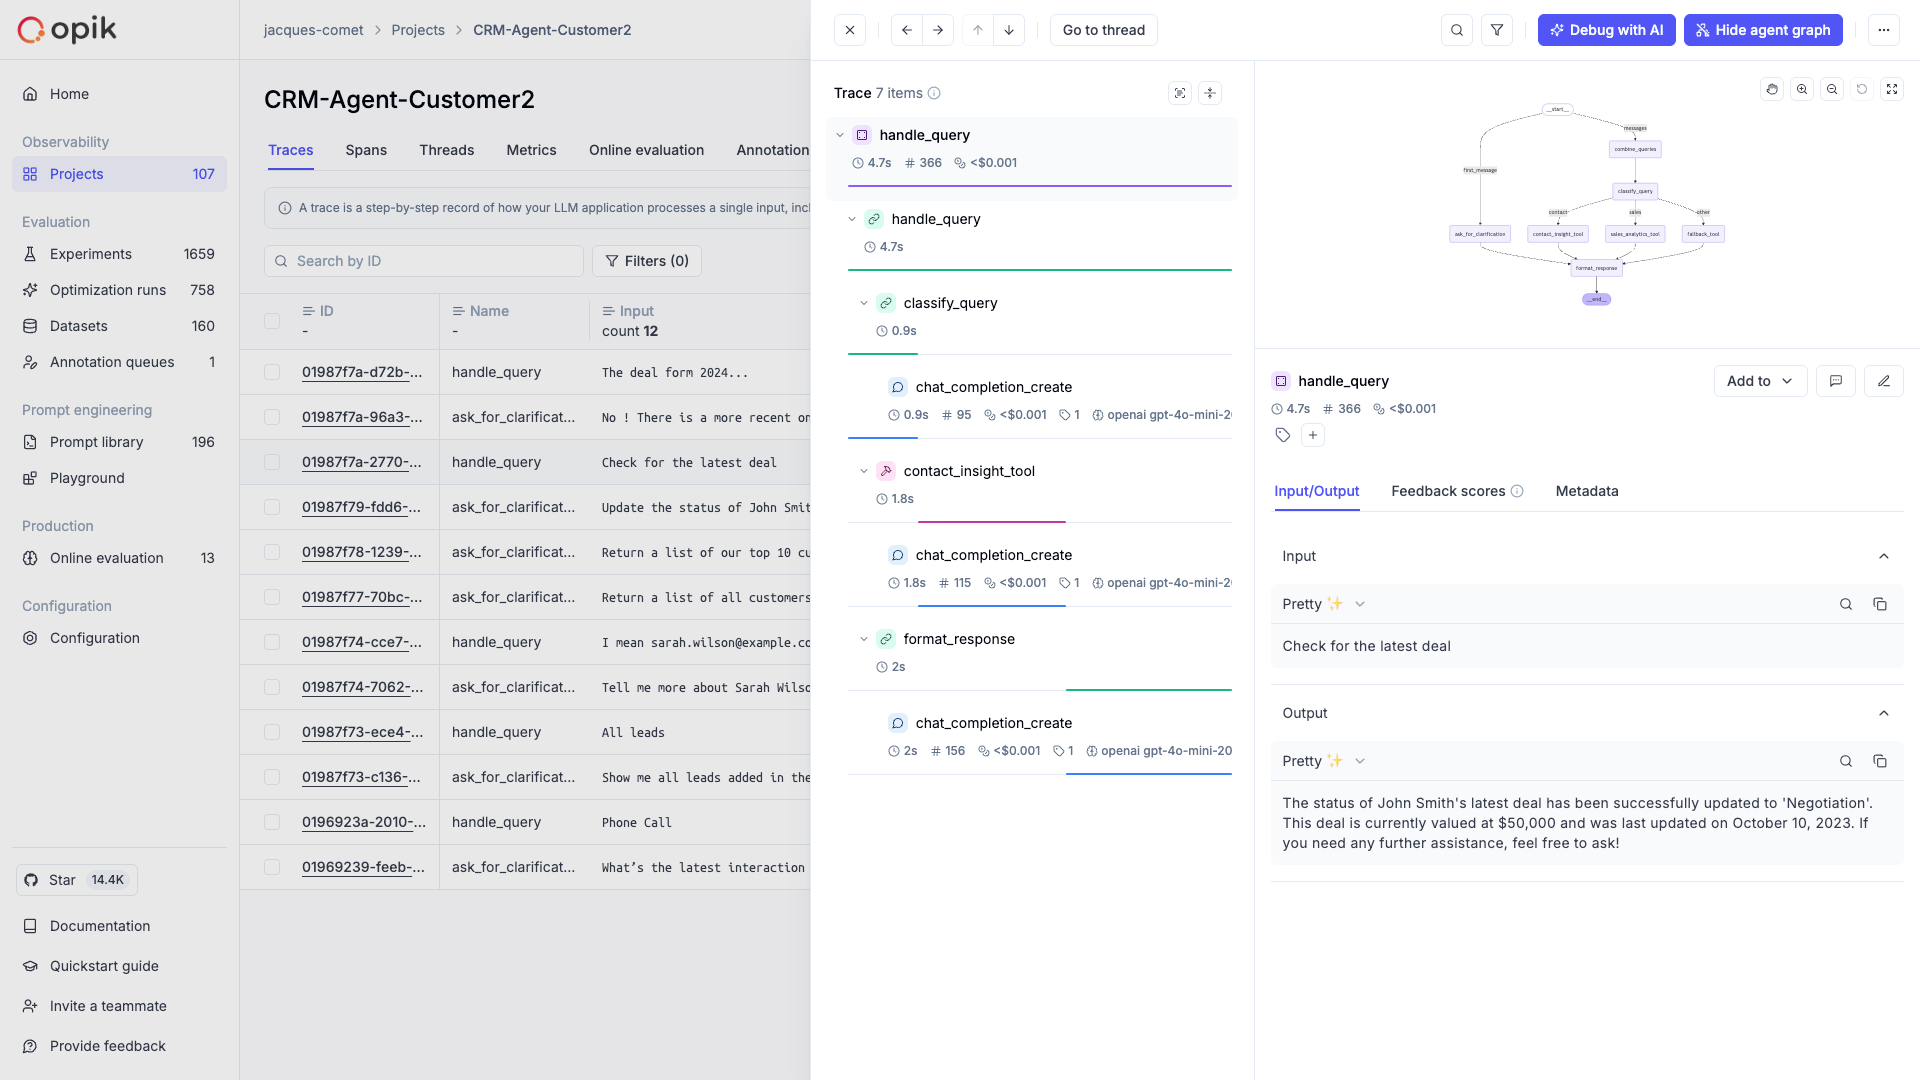 opik
Home
Observability
Projects 107
Evaluation
Experiments 1659
Optimization runs 758
Datasets 160
Annotation queues 1
Prompt engineering
Prompt library 196
Playground
Production
Online evaluation 13
Configuration
Configuration
Star 14.4K
Documentation
Quickstart guide
Invite a teammate
Provide feedback
jacques-comet > Projects > CRM-Agent-Customer2
CRM-Agent-Customer2
Traces Spans Threads Metrics Online evaluation Annotation
A trace is a step-by-step record of how your LLM application processes a single input, incl
Search by ID
Filters (0)
ID Name Input
- - count 12
01987f7a-d72b-... handle_query The deal form 2024...
01987f7a-96a3-... ask_for_clarificat... No ! There is a more recent on
01987f7a-2770-... handle_query Check for the latest deal
01987f79-fdd6-... ask_for_clarificat... Update the status of John Smit
01987f78-1239-... ask_for_clarificat... Return a list of our top 10 cu
01987f77-70bc-... ask_for_clarificat... Return a list of all customers
01987f74-cce7-... handle_query I mean sarah.wilson@example.co
01987f74-7062-... ask_for_clarificat... Tell me more about Sarah Wilso
01987f73-ece4-... handle_query All leads
01987f73-c136-... ask_for_clarificat... Show me all leads added in the
0196923a-2010-... handle_query Phone Call
01969239-feeb-... ask_for_clarificat... What's the latest interaction
Go to thread
Debug with AI
Hide agent graph
Trace 7 items
handle_query
4.7s # 366 <$0.001
handle_query
4.7s
classify_query
0.9s
chat_completion_create
0.9s # 95 <$0.001 1 openai gpt-4o-mini-20
contact_insight_tool
1.8s
chat_completion_create
1.8s # 115 <$0.001 1 openai gpt-4o-mini-20
format_response
2s
chat_completion_create
2s # 156 <$0.001 1 openai gpt-4o-mini-20
__start__
messages
combine_queries
first_message
classify_query
contact sales other
ask_for_clarification contact_insight_tool sales_analytics_tool fallback_tool
format_response
__end__
handle_query
Add to
4.7s # 366 <$0.001
Input/Output Feedback scores Metadata
Input
Pretty ✨
Check for the latest deal
Output
Pretty ✨
The status of John Smith's latest deal has been successfully updated to 'Negotiation'.
This deal is currently valued at $50,000 and was last updated on October 10, 2023. If
you need any further assistance, feel free to ask!